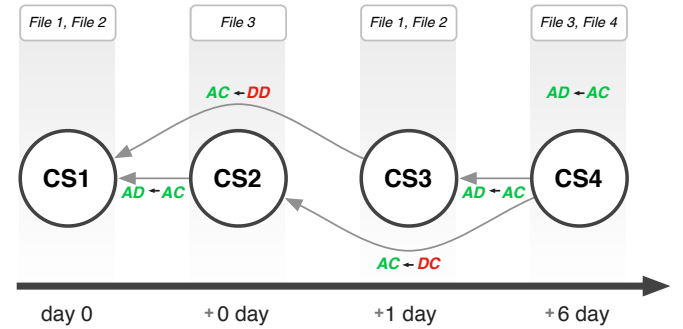 File 1, File 2
File 3
File 1, File 2
File 3, File 4
AC ← DD
AD ← AC
CS1
CS2
CS3
CS4
AD ← AC
AD ← AC
AC ← DC
day 0
+0 day
+1 day
+6 day